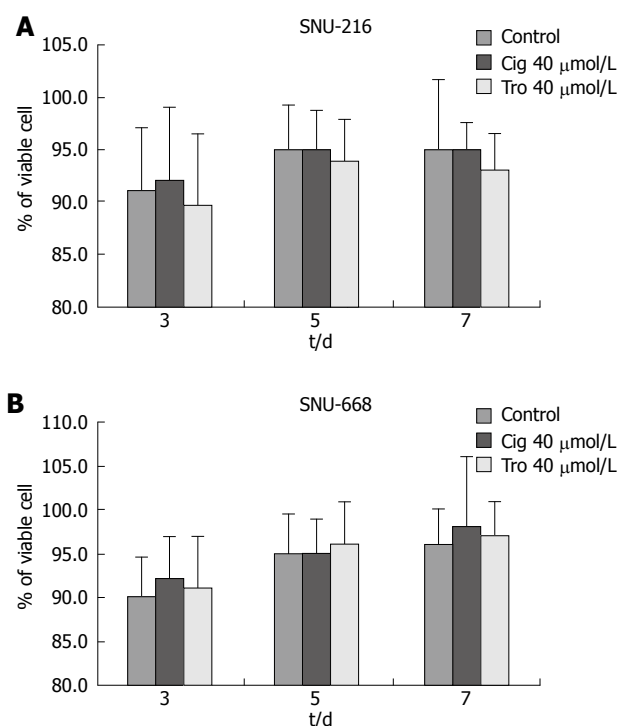 A
SNU-216
105.0
100.0
95.0
90.0
85.0
80.0
% of viable cell
Control
Cig 40 μmol/L
Tro 40 μmol/L
3 5 7
t/d
B
SNU-668
110.0
105.0
100.0
95.0
90.0
85.0
80.0
% of viable cell
Control
Cig 40 μmol/L
Tro 40 μmol/L
3 5 7
t/d